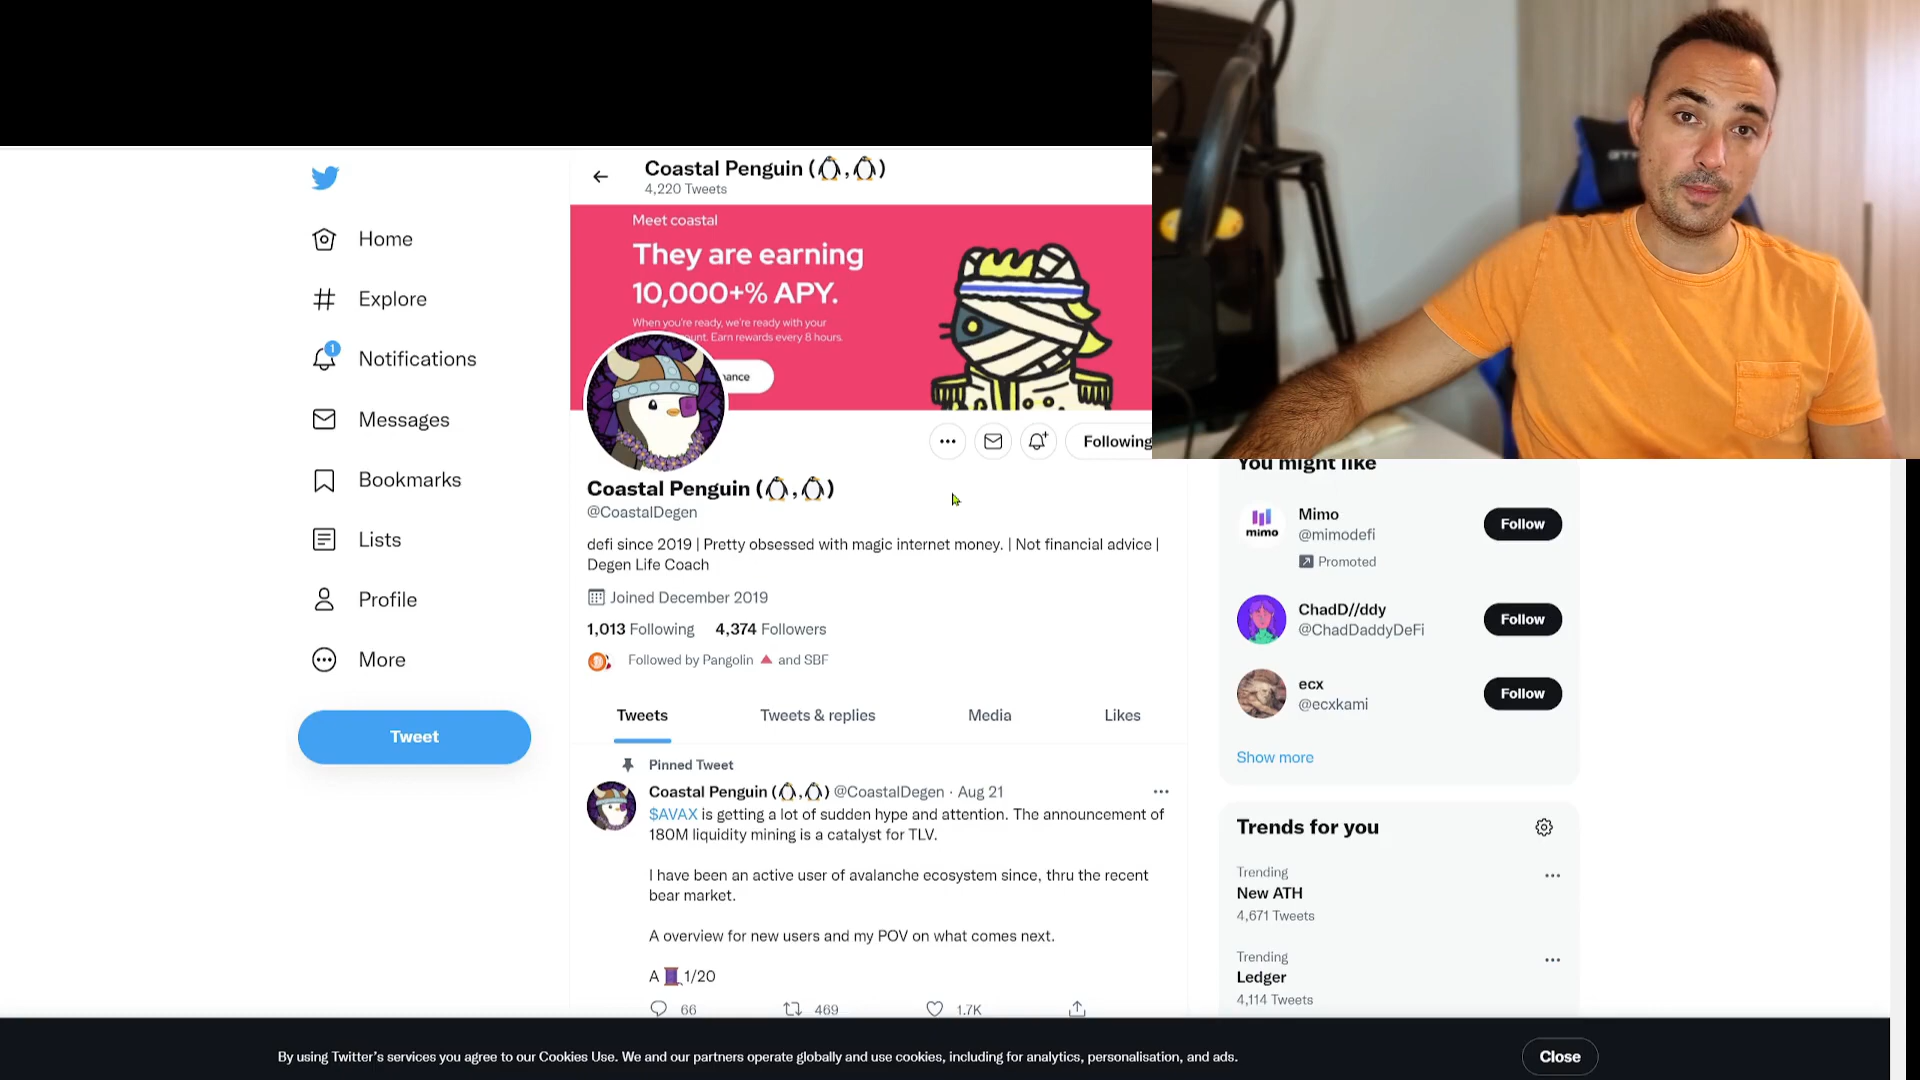 Coastal Penguin (🐧,🐧)
4,220 Tweets
Meet coastal
They are earning
10,000+% APY.
When you're ready, we're ready with your
unt. Earn rewards every 8 hours.
nance
Following
Coastal Penguin (🐧,🐧)
@CoastalDegen
defi since 2019 | Pretty obsessed with magic internet money. | Not financial advice |
Degen Life Coach
Joined December 2019
1,013 Following 4,374 Followers
Followed by Pangolin 🔺 and SBF
Tweets Tweets & replies Media Likes
Pinned Tweet
Coastal Penguin (🐧,🐧) @CoastalDegen · Aug 21
$AVAX is getting a lot of sudden hype and attention. The announcement of
180M liquidity mining is a catalyst for TLV.
I have been an active user of avalanche ecosystem since, thru the recent
bear market.
A overview for new users and my POV on what comes next.
A 🧵 1/20
66 469 1.7K
Home
Explore
1
Notifications
Messages
Bookmarks
Lists
Profile
More
Tweet
You might like
mimo
Mimo
@mimodefi
Promoted
Follow
ChadD//ddy
@ChadDaddyDeFi
Follow
ecx
@ecxkami
Follow
Show more
Trends for you
Trending
New ATH
4,671 Tweets
Trending
Ledger
4,114 Tweets
By using Twitter's services you agree to our Cookies Use. We and our partners operate globally and use cookies, including for analytics, personalisation, and ads.
Close